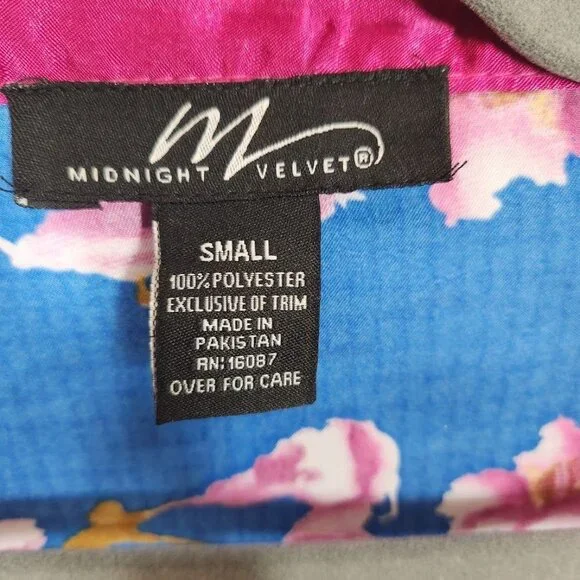 M
MIDNIGHT VELVET®
SMALL
100% POLYESTER
EXCLUSIVE OF TRIM
MADE IN
PAKISTAN
RN: 16087
OVER FOR CARE